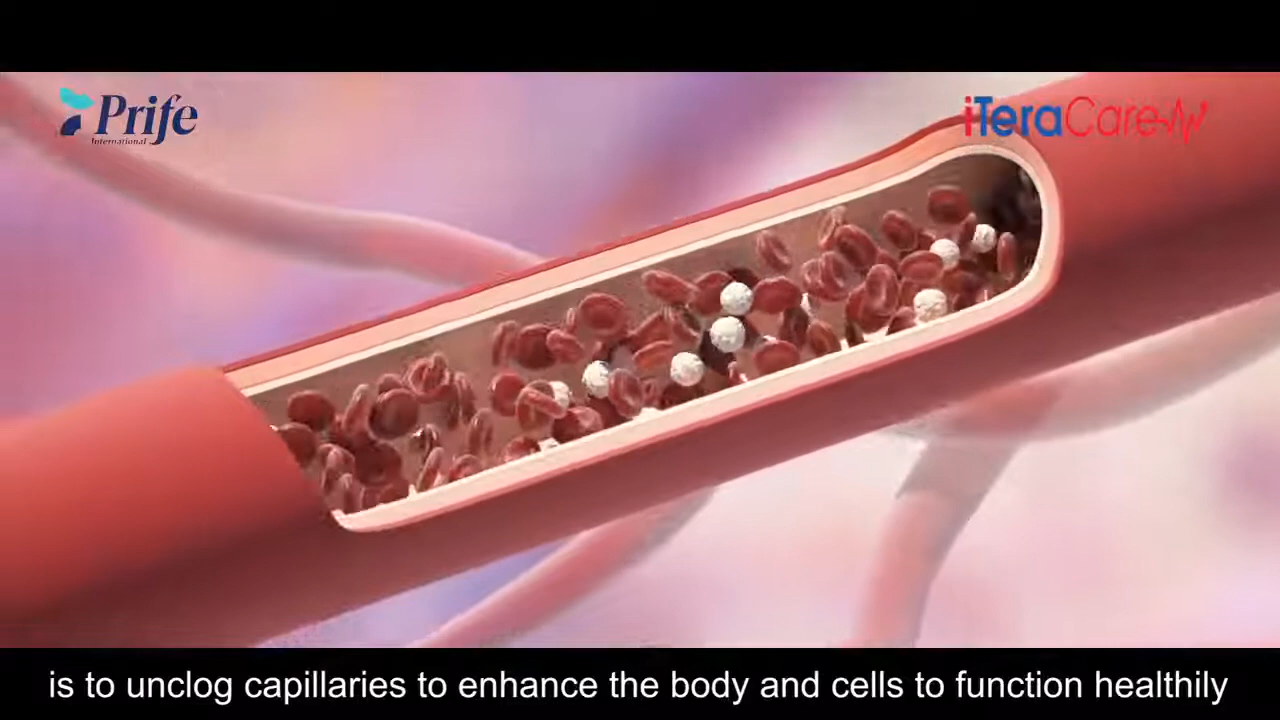 Prife
International
iTeraCare
is to unclog capillaries to enhance the body and cells to function healthily